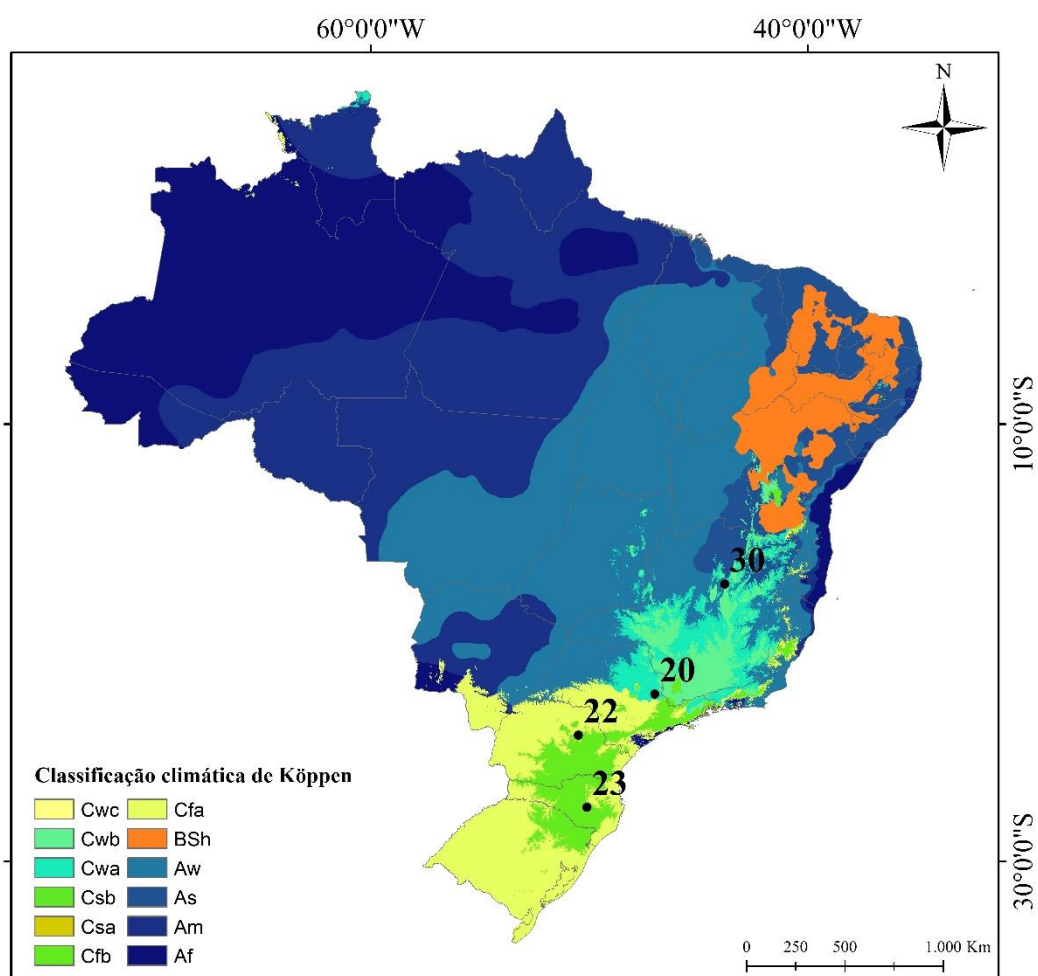 60°0'0"W 40°0'0"W
N
10°0'0"S
30
20
22
23
30°0'0"S
Classificação climática de Köppen
Cwc Cfa
Cwb BSh
Cwa Aw
Csb As
Csa Am
Cfb Af
0 250 500 1.000 Km